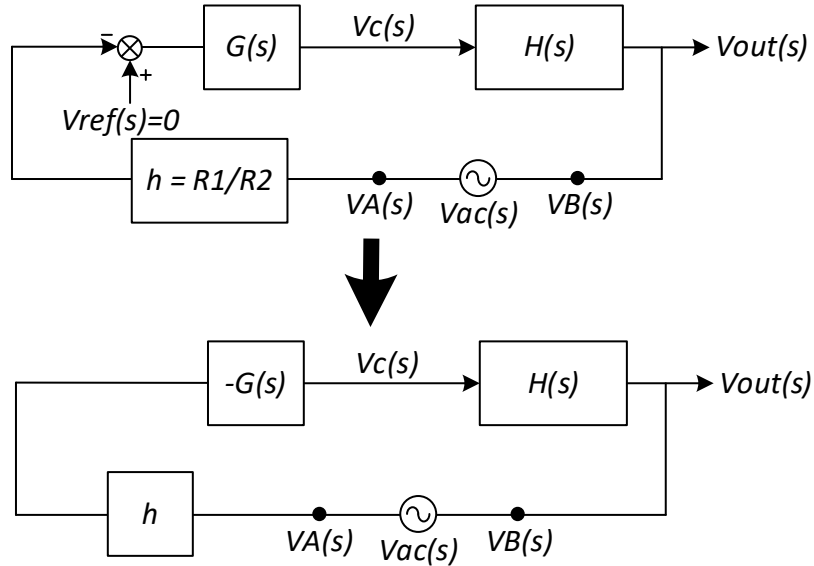 Vc(s)
− G(s) H(s) Vout(s)
+
Vref(s)=0
h = R1/R2
VA(s) Vac(s) VB(s)
Vc(s)
-G(s) H(s) Vout(s)
h
VA(s) Vac(s) VB(s)